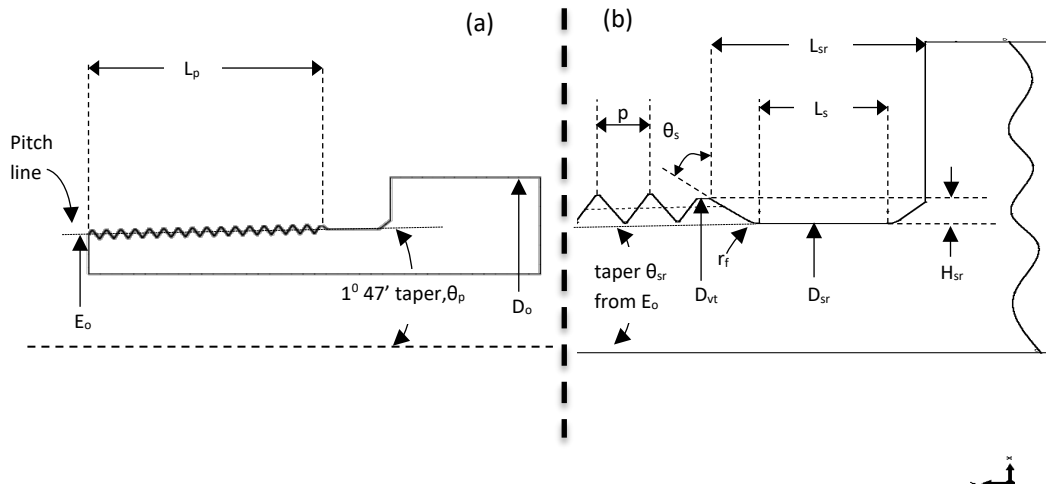 (a)
(b)
Lₚ
Lₛᵣ
Lₛ
p
θₛ
Pitch
line
r_f
Hₛᵣ
1⁰ 47’ taper,θₚ
Eₒ
Dₒ
taper θₛᵣ
from Eₒ
Dᵥₜ
Dₛᵣ